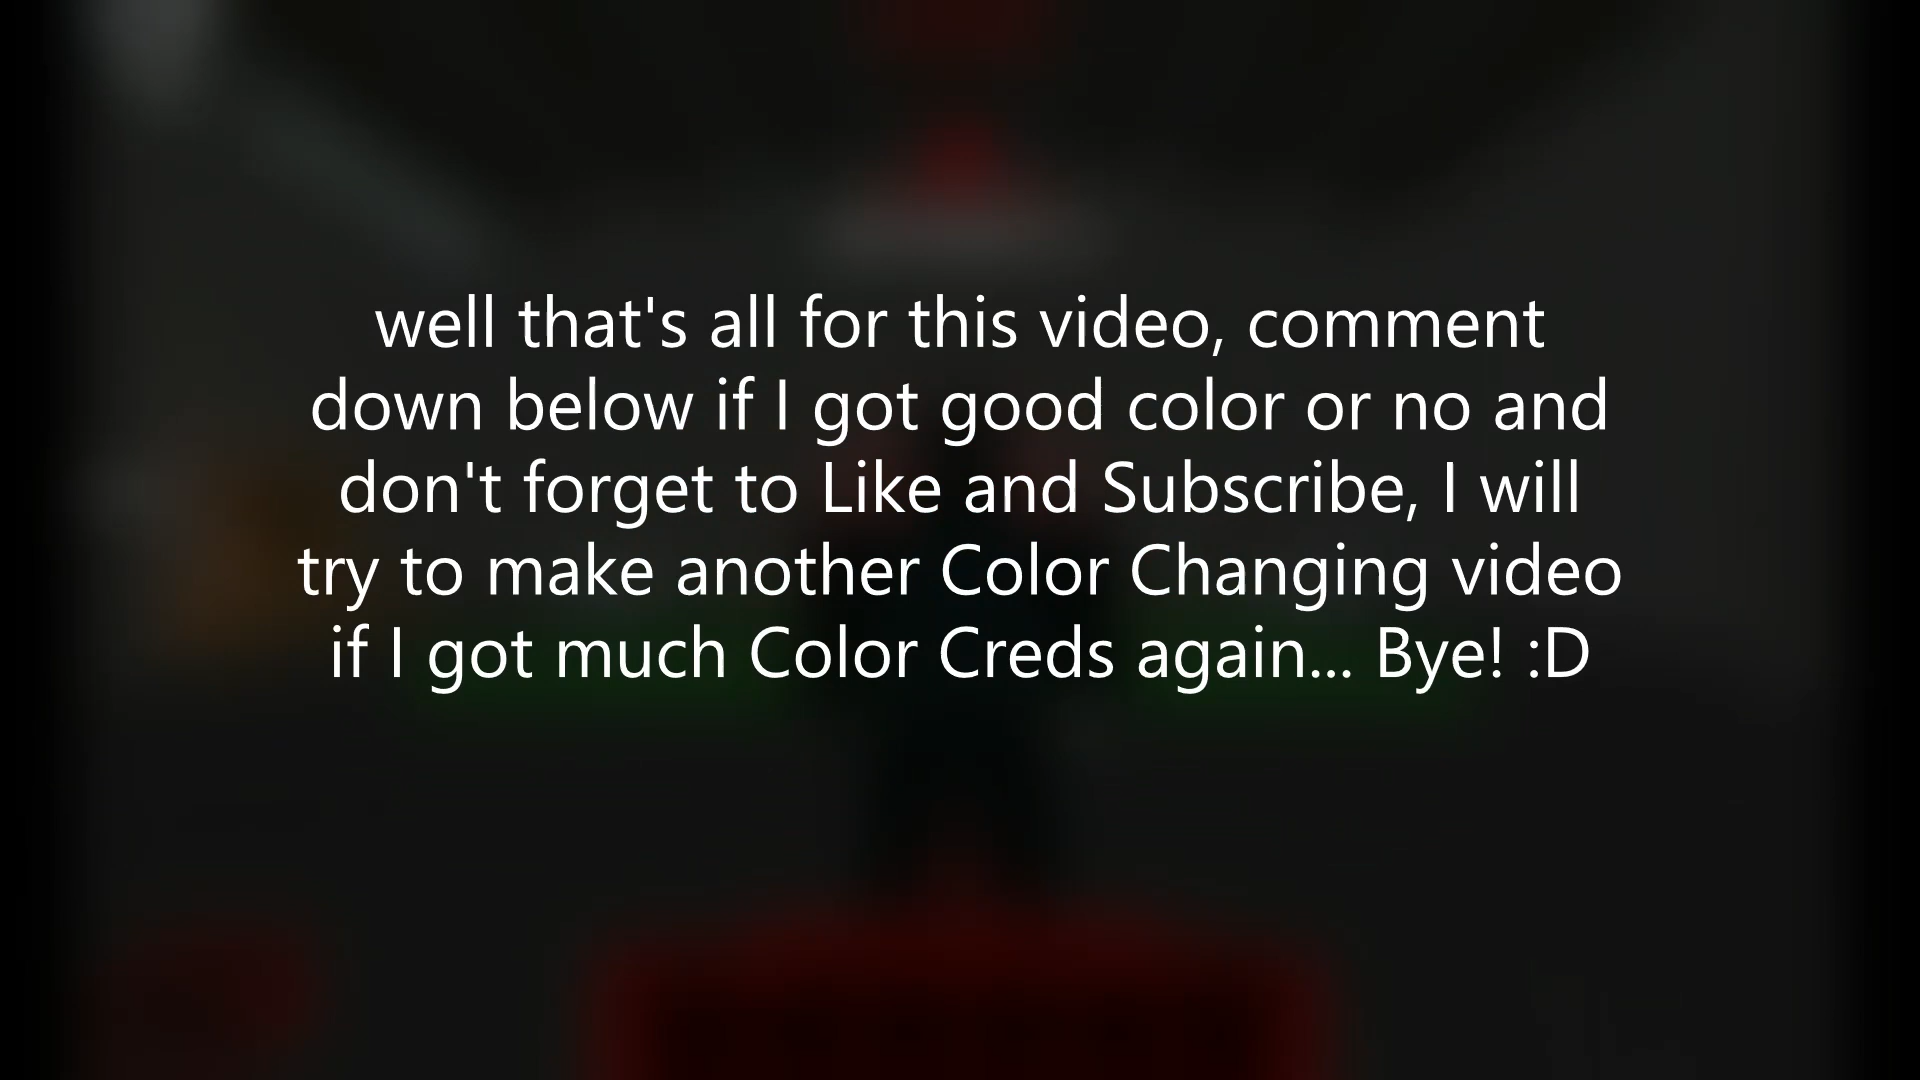 well that's all for this video, comment
down below if I got good color or no and
don't forget to Like and Subscribe, I will
try to make another Color Changing video
if I got much Color Creds again... Bye! :D